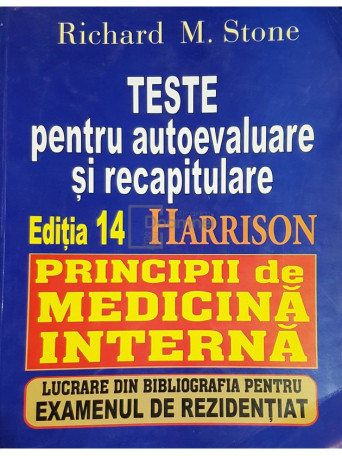 Richard M. Stone
TESTE
pentru autoevaluare
și recapitulare
Ediția 14 HARRISON
PRINCIPII de
MEDICINĂ
INTERNĂ
LUCRARE DIN BIBLIOGRAFIA PENTRU
EXAMENUL DE REZIDENȚIAT